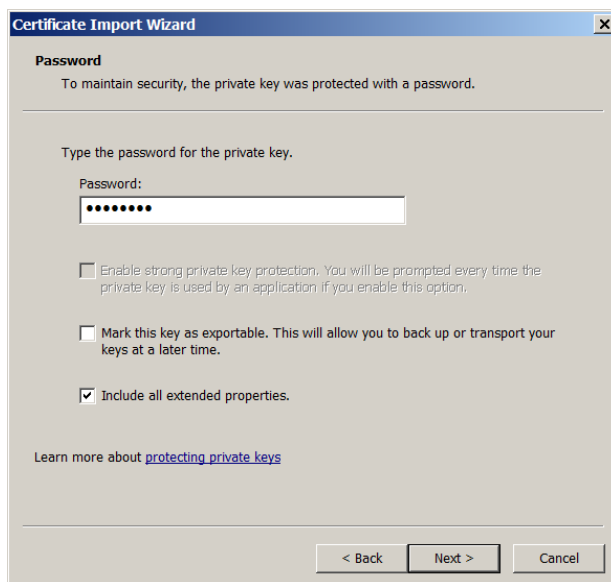 Certificate Import Wizard
Password
To maintain security, the private key was protected with a password.
Type the password for the private key.
Password:
••••••••
Enable strong private key protection. You will be prompted every time the
private key is used by an application if you enable this option.
Mark this key as exportable. This will allow you to back up or transport your
keys at a later time.
Include all extended properties.
Learn more about protecting private keys
< Back Next > Cancel